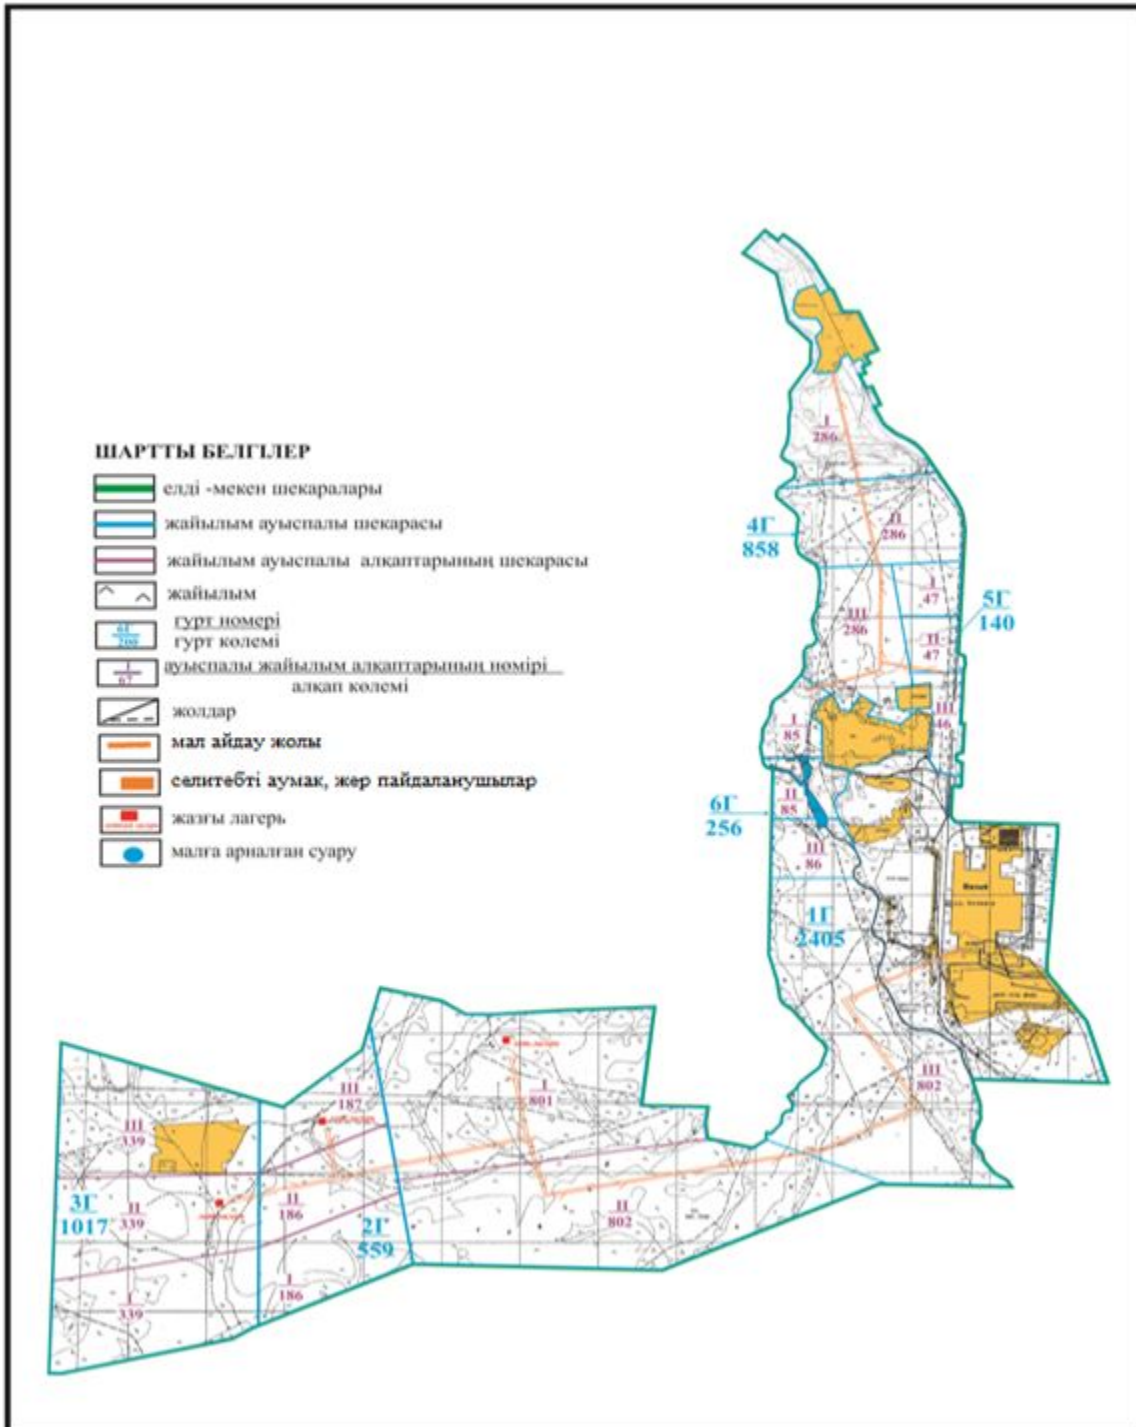 ШАРТТЫ БЕЛГІЛЕР
елді -мекен шекаралары
жайылым ауыспалы шекарасы
жайылым ауыспалы алқаптарының шекарасы
жайылым
6Г
200
гурт номері
гурт көлемі
I
67
ауыспалы жайылым алқаптарының нөмірі
алқап көлемі
жолдар
мал айдау жолы
селитебті аумак, жер пайдаланушылар
жазғы лагерь
малға арналған суару
I
286
II
286
4Г
858
I
47
5Г
140
III
286
II
47
III
46
I
85
II
85
6Г
256
III
86
1Г
2405
III
802
I
801
III
187
III
339
3Г
1017
II
339
II
186
2Г
559
II
802
I
186
I
339